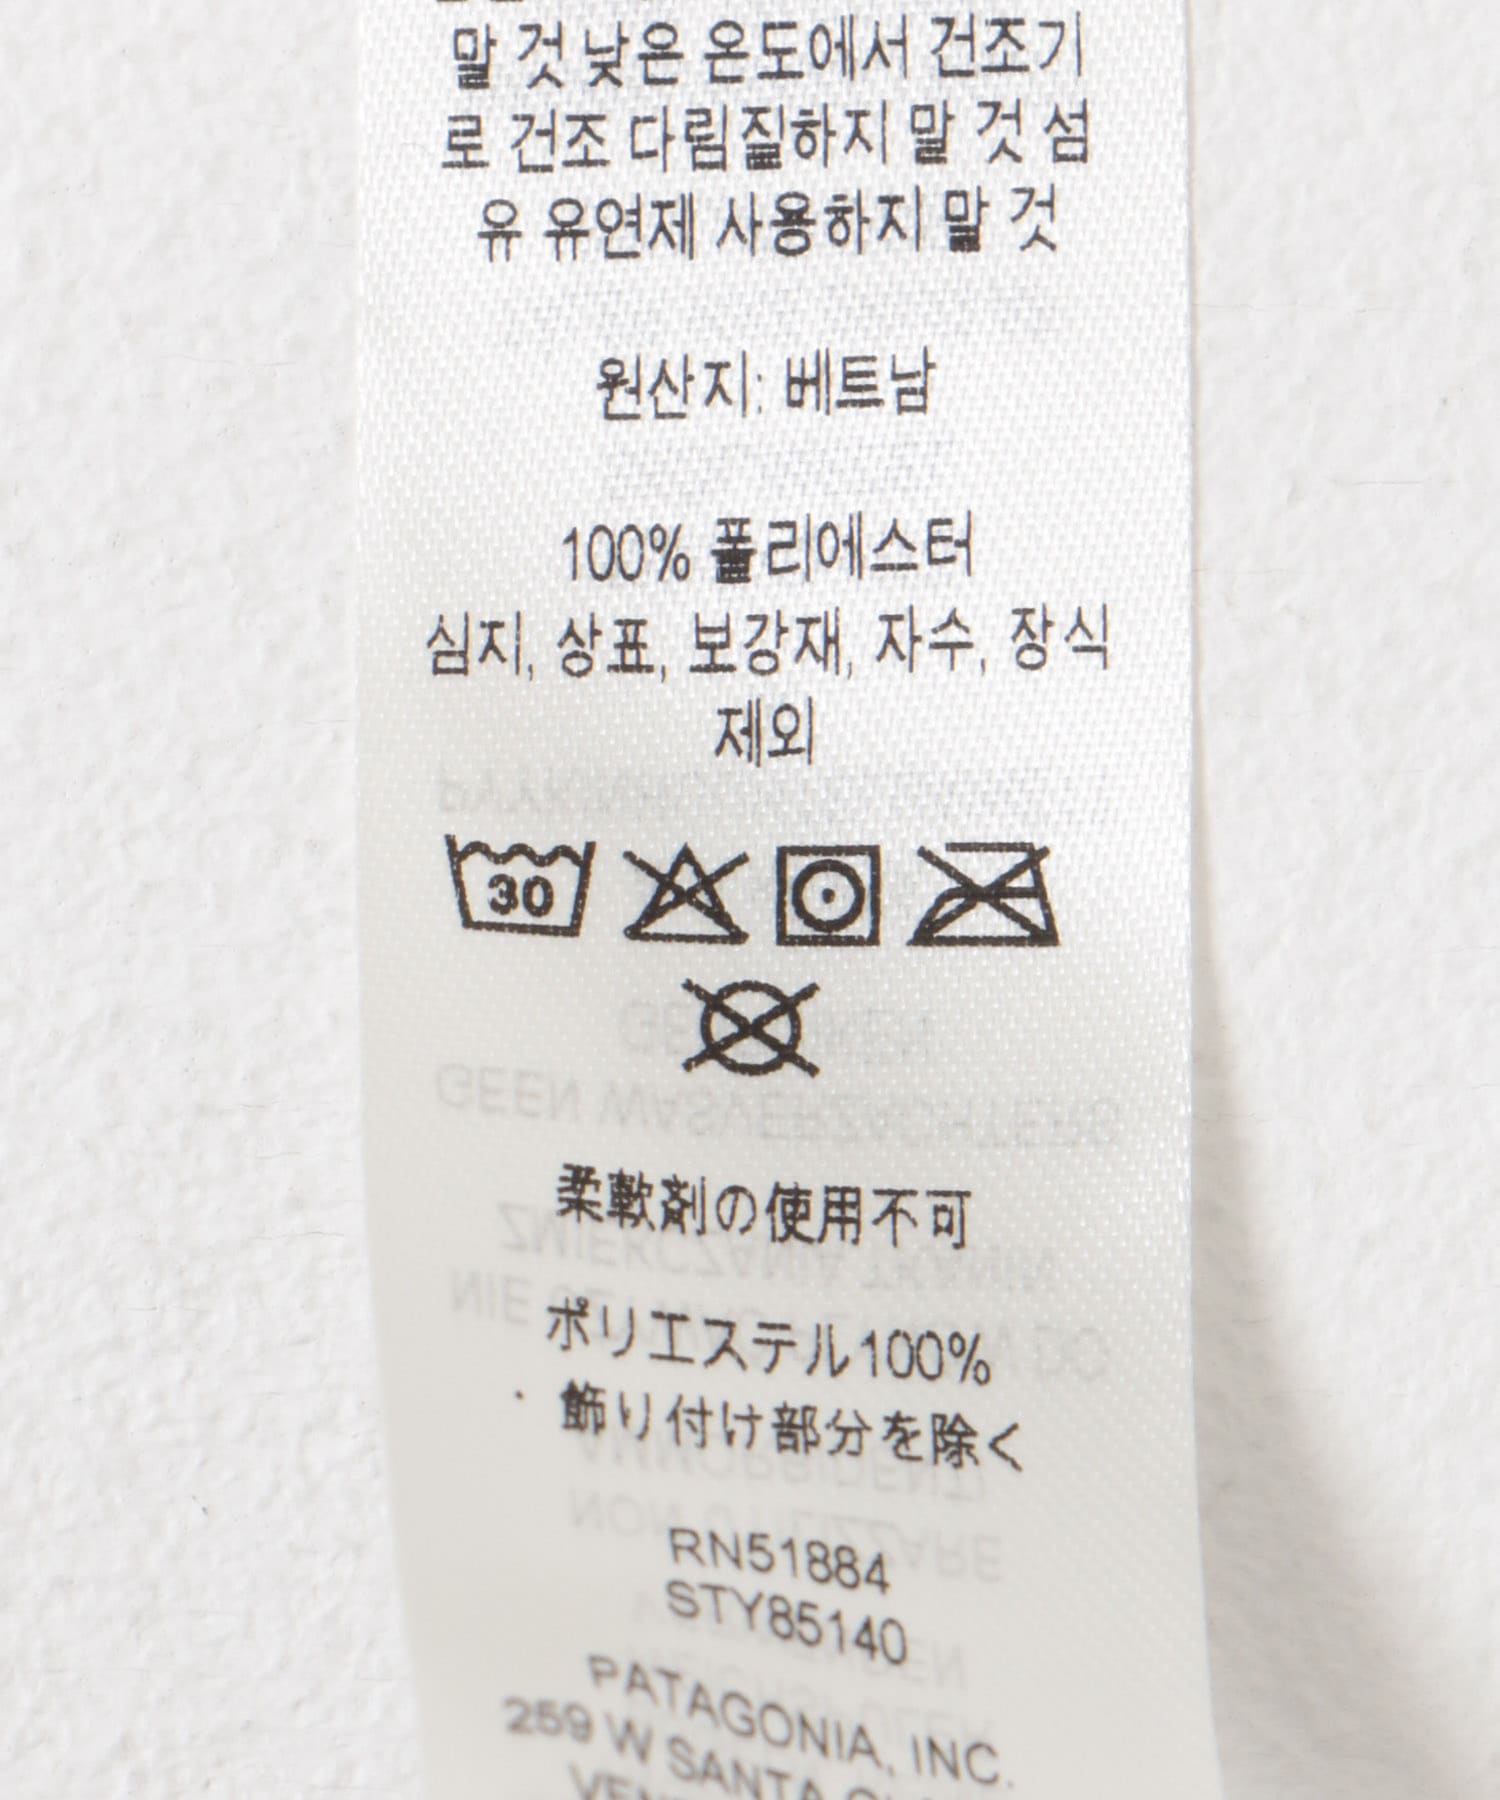 말 것 낮은 온도에서 건조기
로 건조 다림질하지 말 것 섬
유 유연제 사용하지 말 것
원산지: 베트남
100% 폴리에스터
심지, 상표, 보강재, 자수, 장식
제외
30
柔軟剤の使用不可
ポリエステル100%
・飾り付け部分を除く
RN51884
STY85140
PATAGONIA, INC.
259 W SANTA